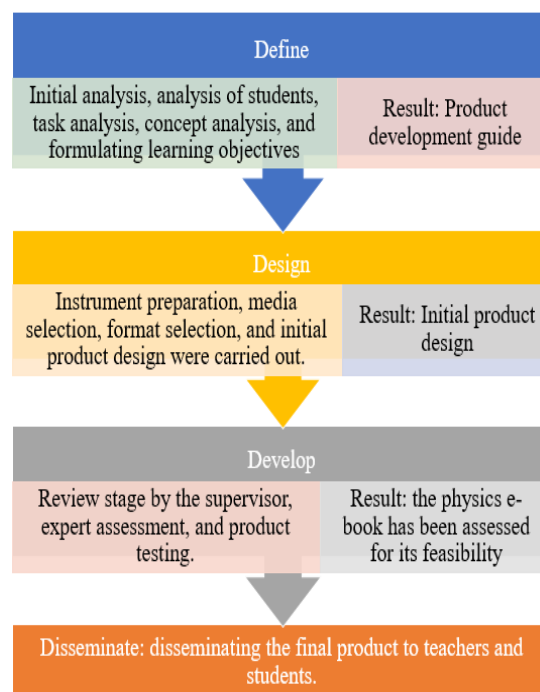 Define
Initial analysis, analysis of students,
task analysis, concept analysis, and
formulating learning objectives
Result: Product
development guide
Design
Instrument preparation, media
selection, format selection, and initial
product design were carried out.
Result: Initial product
design
Develop
Review stage by the supervisor,
expert assessment, and product
testing.
Result: the physics e-
book has been assessed
for its feasibility
Disseminate: disseminating the final product to teachers and
students.